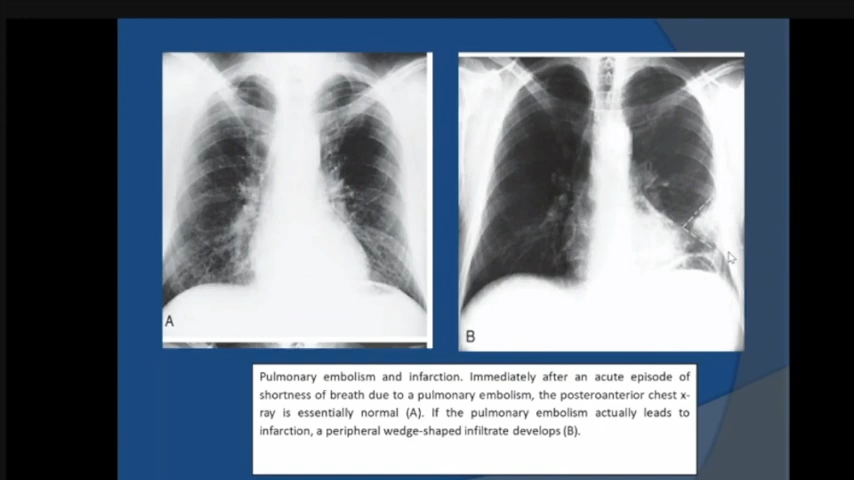 A
B
Pulmonary embolism and infarction. Immediately after an acute episode of
shortness of breath due to a pulmonary embolism, the posteroanterior chest x-
ray is essentially normal (A). If the pulmonary embolism actually leads to
infarction, a peripheral wedge-shaped infiltrate develops (B).